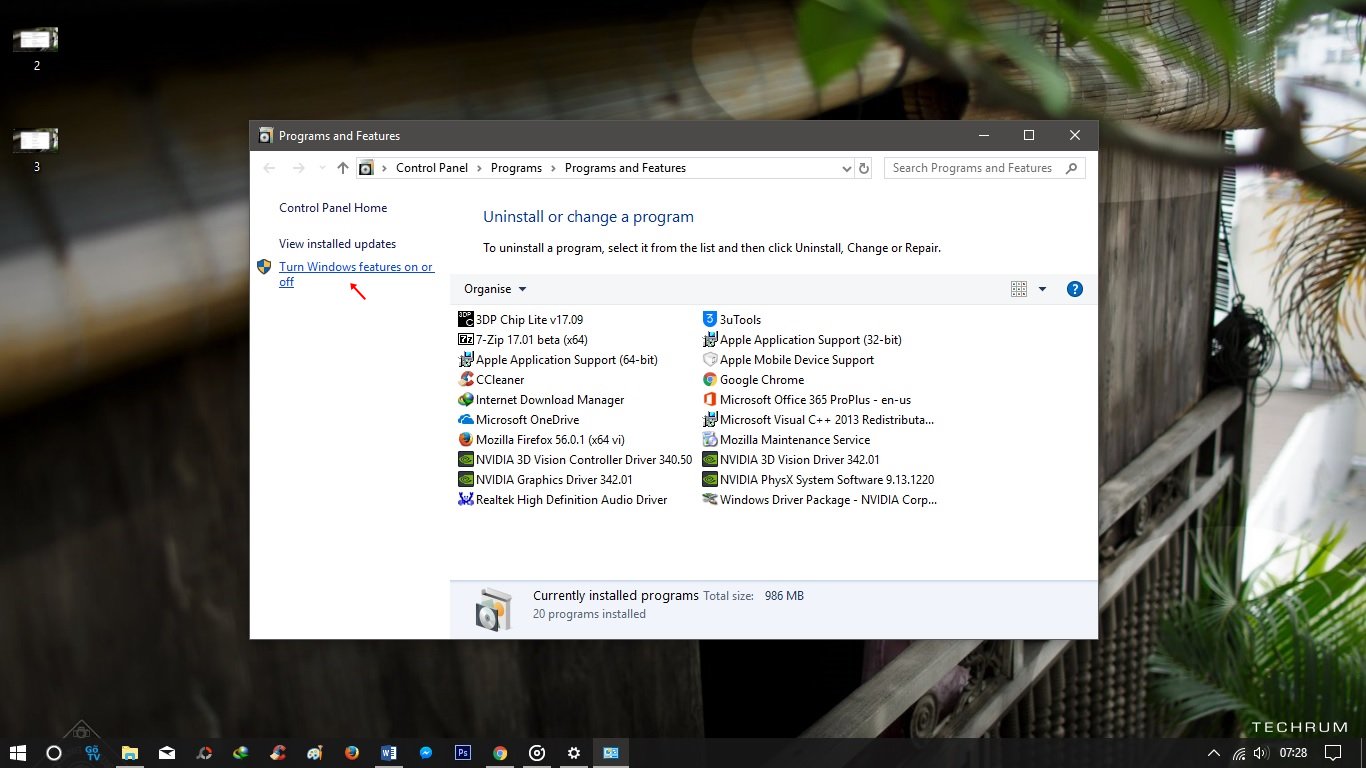 2
3
Programs and Features
Control Panel
Programs
Programs and Features
Search Programs and Features
Control Panel Home
View installed updates
Turn Windows features on or
off
Uninstall or change a program
To uninstall a program, select it from the list and then click Uninstall, Change or Repair.
Organise
?
3DP Chip Lite v17.09
3uTools
7-Zip 17.01 beta (x64)
Apple Application Support (32-bit)
Apple Application Support (64-bit)
Apple Mobile Device Support
CCleaner
Google Chrome
Internet Download Manager
Microsoft Office 365 ProPlus - en-us
Microsoft OneDrive
Microsoft Visual C++ 2013 Redistributa...
Mozilla Firefox 56.0.1 (x64 vi)
Mozilla Maintenance Service
NVIDIA 3D Vision Controller Driver 340.50
NVIDIA 3D Vision Driver 342.01
NVIDIA Graphics Driver 342.01
NVIDIA PhysX System Software 9.13.1220
Realtek High Definition Audio Driver
Windows Driver Package - NVIDIA Corp...
Currently installed programs Total size: 986 MB
20 programs installed
TECHRUM
Gō
TV
Ps
07:28